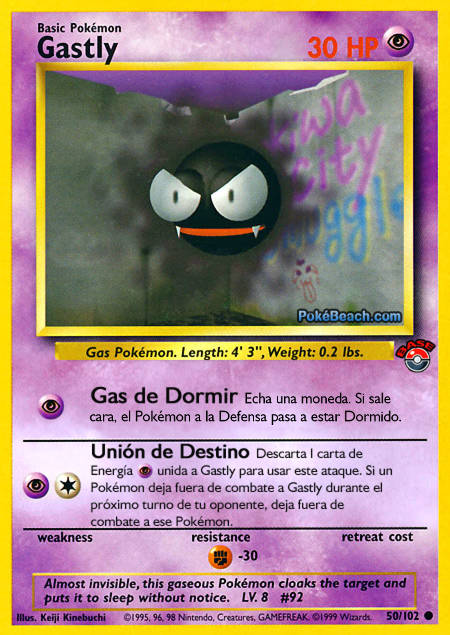 Basic Pokémon
Gastly
30 HP
kiwa
city
snuggle
PokéBeach.com
Gas Pokémon. Length: 4' 3", Weight: 0.2 lbs.
BASE
Gas de Dormir Echa una moneda. Si sale
cara, el Pokémon a la Defensa pasa a estar Dormido.
Unión de Destino Descarta 1 carta de
Energía unida a Gastly para usar este ataque. Si un
Pokémon deja fuera de combate a Gastly durante el
próximo turno de tu oponente, deja fuera de
combate a ese Pokémon.
weakness resistance retreat cost
-30
Almost invisible, this gaseous Pokémon cloaks the target and
puts it to sleep without notice. LV. 8 #92
Illus. Keiji Kinebuchi ©1995, 96, 98 Nintendo, Creatures, GAMEFREAK. ©1999 Wizards. 50/102